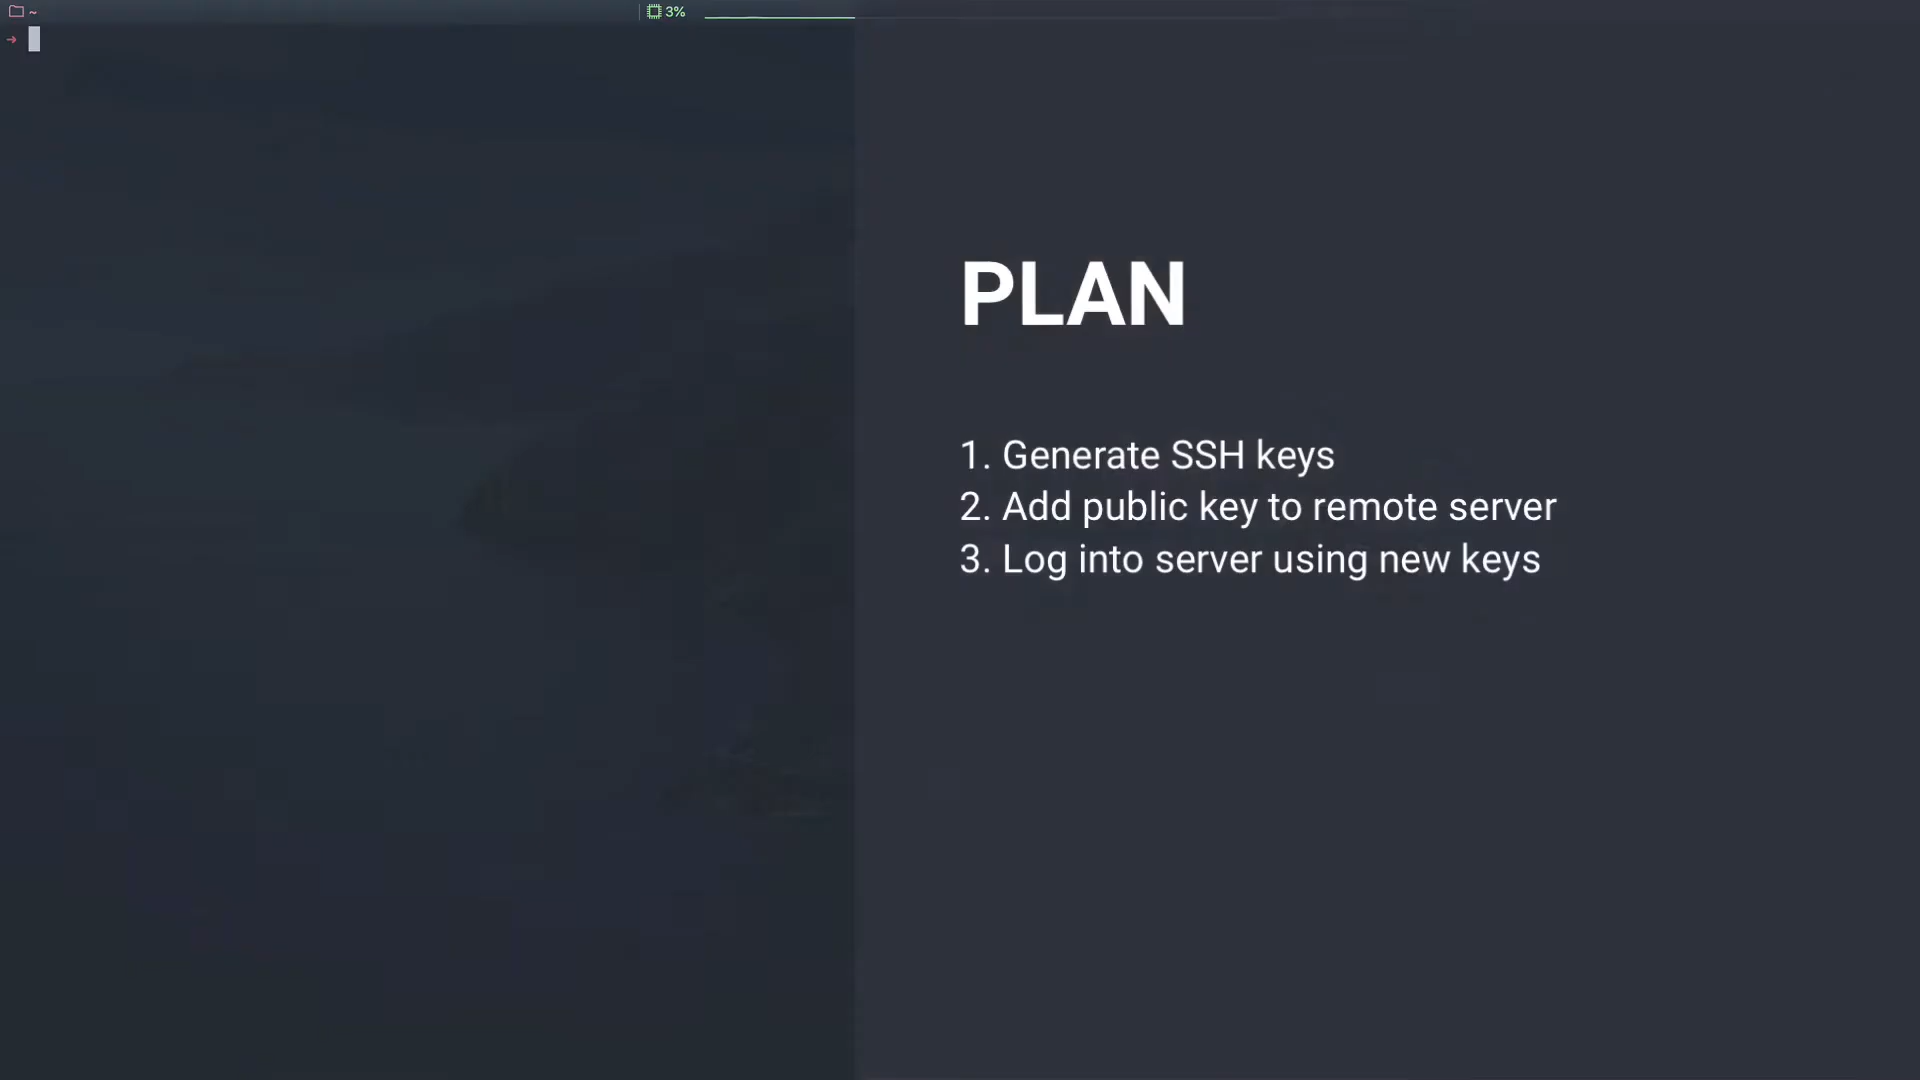 ~
3%
➜
PLAN
1. Generate SSH keys
2. Add public key to remote server
3. Log into server using new keys